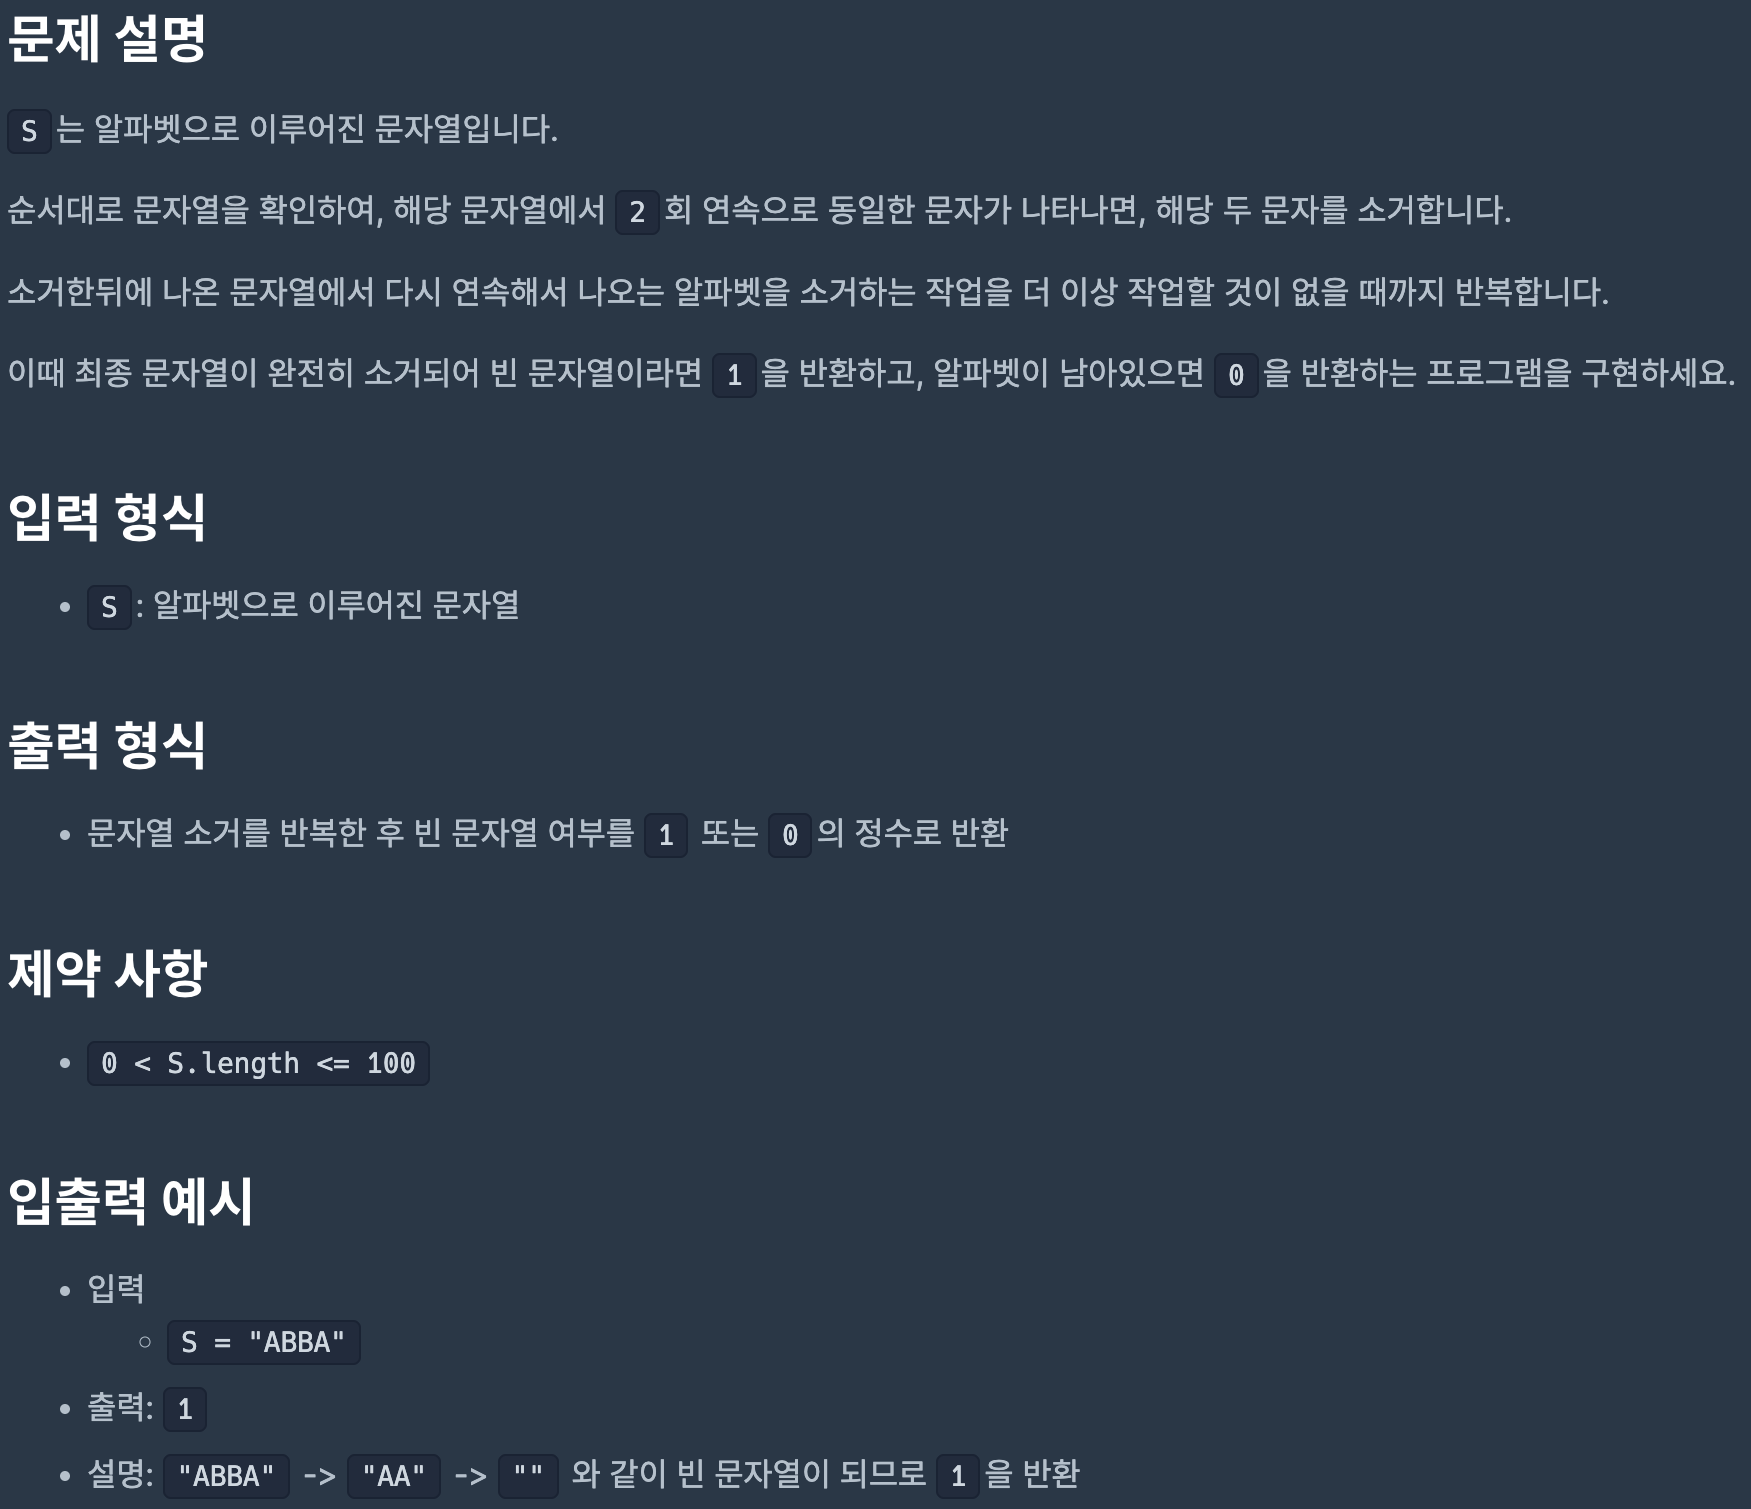 문제 설명
S 는 알파벳으로 이루어진 문자열입니다.
순서대로 문자열을 확인하여, 해당 문자열에서 2 회 연속으로 동일한 문자가 나타나면, 해당 두 문자를 소거합니다.
소거한뒤에 나온 문자열에서 다시 연속해서 나오는 알파벳을 소거하는 작업을 더 이상 작업할 것이 없을 때까지 반복합니다.
이때 최종 문자열이 완전히 소거되어 빈 문자열이라면 1 을 반환하고, 알파벳이 남아있으면 0 을 반환하는 프로그램을 구현하세요.
입력 형식
• S : 알파벳으로 이루어진 문자열
출력 형식
• 문자열 소거를 반복한 후 빈 문자열 여부를 1 또는 0 의 정수로 반환
제약 사항
• 0 < S.length <= 100
입출력 예시
• 입력
◦ S = "ABBA"
• 출력: 1
• 설명: "ABBA" -> "AA" -> "" 와 같이 빈 문자열이 되므로 1 을 반환